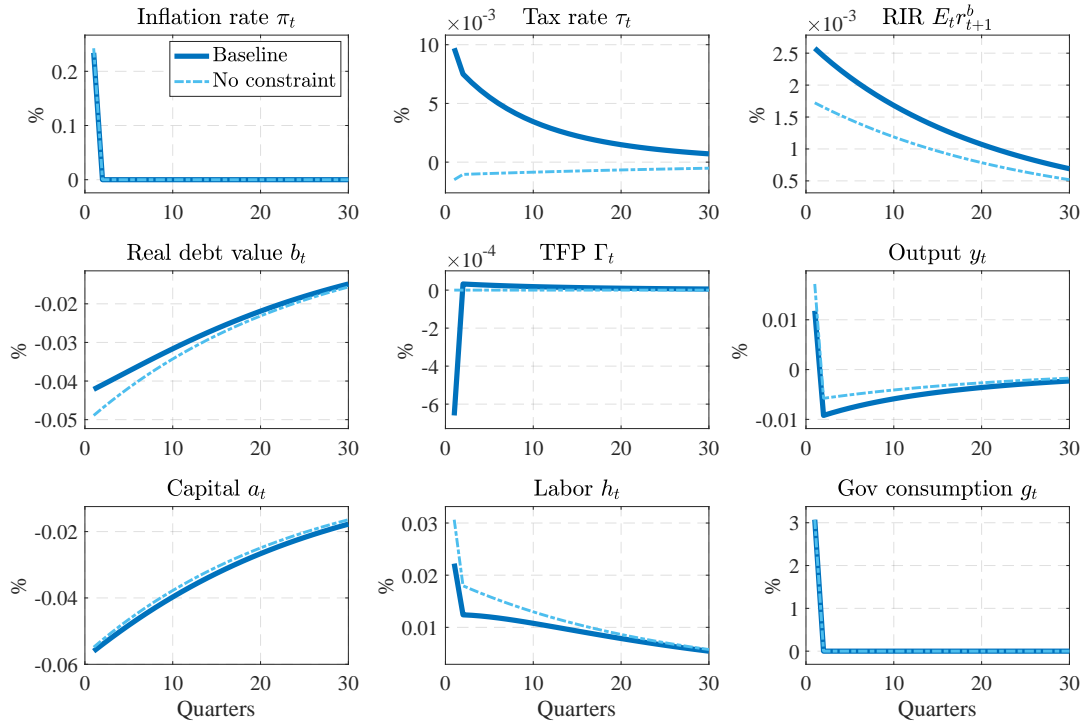 Inflation rate π_t
Tax rate τ_t
RIR E_t r^b_{t+1}
0.2
0.1
0
%
0 10 20 30
Baseline
No constraint
×10^-3
10
5
0
%
0 10 20 30
×10^-3
2.5
2
1.5
1
0.5
%
0 10 20 30
Real debt value b_t
TFP Γ_t
Output y_t
-0.02
-0.03
-0.04
-0.05
%
0 10 20 30
×10^-4
0
-2
-4
-6
%
0 10 20 30
0.01
0
-0.01
%
0 10 20 30
Capital a_t
Labor h_t
Gov consumption g_t
-0.02
-0.04
-0.06
%
0 10 20 30
Quarters
0.03
0.02
0.01
%
0 10 20 30
Quarters
3
2
1
0
%
0 10 20 30
Quarters